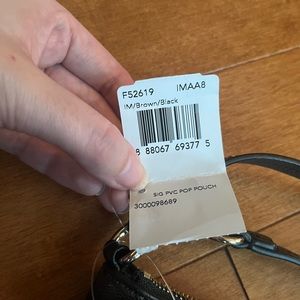 F52619 IMAA8
IM/Brown/Black
8 88067 69377 5
SIG PVC POP POUCH
3000098689